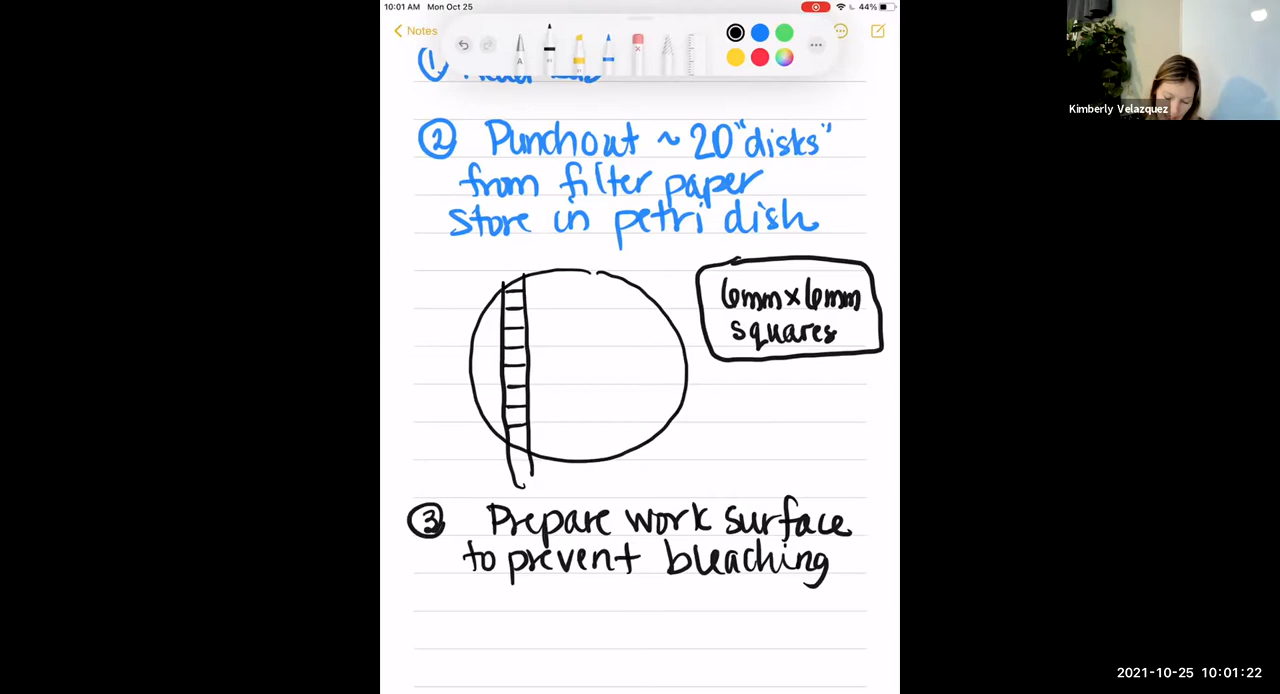 10:01 AM Mon Oct 25
44%
Notes
A
Kimberly Velazquez
②  Punchout ~ 20 "disks"
from filter paper
store in petri dish
6mm x 6mm
squares
③  Prepare work surface
to prevent bleaching
2021-10-25 10:01:22